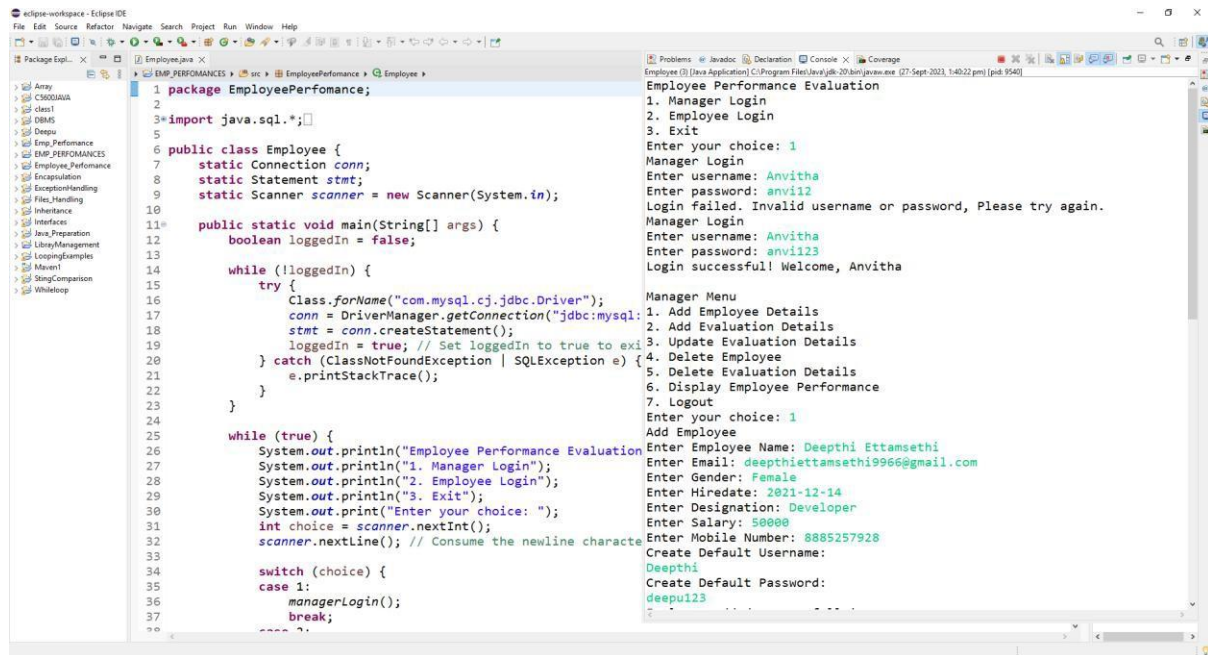 eclipse-workspace - Eclipse IDE
File Edit Source Refactor Navigate Search Project Run Window Help
Package Expl...
Array
CS600JAVA
class1
DBMS
Deepu
Emp_Perfomance
EMP_PERFOMANCES
Employee_Perfomance
Encapsulation
ExceptionHandling
Files_Handling
Inheritance
Interfaces
Java_Preparation
LibrayManagement
LoopingExamples
Maven1
StingComparison
Whileloop
Employee.java
EMP_PERFOMANCES src EmployeePerfomance Employee
1 package EmployeePerfomance;
2
3 import java.sql.*;
5
6 public class Employee {
7 static Connection conn;
8 static Statement stmt;
9 static Scanner scanner = new Scanner(System.in);
10
11 public static void main(String[] args) {
12 boolean loggedIn = false;
13
14 while (!loggedIn) {
15 try {
16 Class.forName("com.mysql.cj.jdbc.Driver");
17 conn = DriverManager.getConnection("jdbc:mysql:
18 stmt = conn.createStatement();
19 loggedIn = true; // Set loggedIn to true to exi
20 } catch (ClassNotFoundException | SQLException e) {
21 e.printStackTrace();
22 }
23 }
24
25 while (true) {
26 System.out.println("Employee Performance Evaluation
27 System.out.println("1. Manager Login");
28 System.out.println("2. Employee Login");
29 System.out.println("3. Exit");
30 System.out.print("Enter your choice: ");
31 int choice = scanner.nextInt();
32 scanner.nextLine(); // Consume the newline characte
33
34 switch (choice) {
35 case 1:
36 managerLogin();
37 break;
Problems Javadoc Declaration Console Coverage
Employee (3) [Java Application] C:\Program Files\Java\jdk-20\bin\javaw.exe (27-Sept-2023, 1:40:22 pm) [pid: 9540]
Employee Performance Evaluation
1. Manager Login
2. Employee Login
3. Exit
Enter your choice: 1
Manager Login
Enter username: Anvitha
Enter password: anvi12
Login failed. Invalid username or password, Please try again.
Manager Login
Enter username: Anvitha
Enter password: anvi123
Login successful! Welcome, Anvitha
Manager Menu
1. Add Employee Details
2. Add Evaluation Details
3. Update Evaluation Details
4. Delete Employee
5. Delete Evaluation Details
6. Display Employee Performance
7. Logout
Enter your choice: 1
Add Employee
Enter Employee Name: Deepthi Ettamsethi
Enter Email: deepthiettamsethi9966@gmail.com
Enter Gender: Female
Enter Hiredate: 2021-12-14
Enter Designation: Developer
Enter Salary: 50000
Enter Mobile Number: 8885257928
Create Default Username:
Deepthi
Create Default Password:
deepu123